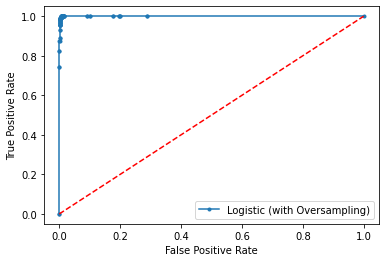 1.0
0.8
0.6
0.4
0.2
0.0
True Positive Rate
Logistic (with Oversampling)
0.0 0.2 0.4 0.6 0.8 1.0
False Positive Rate